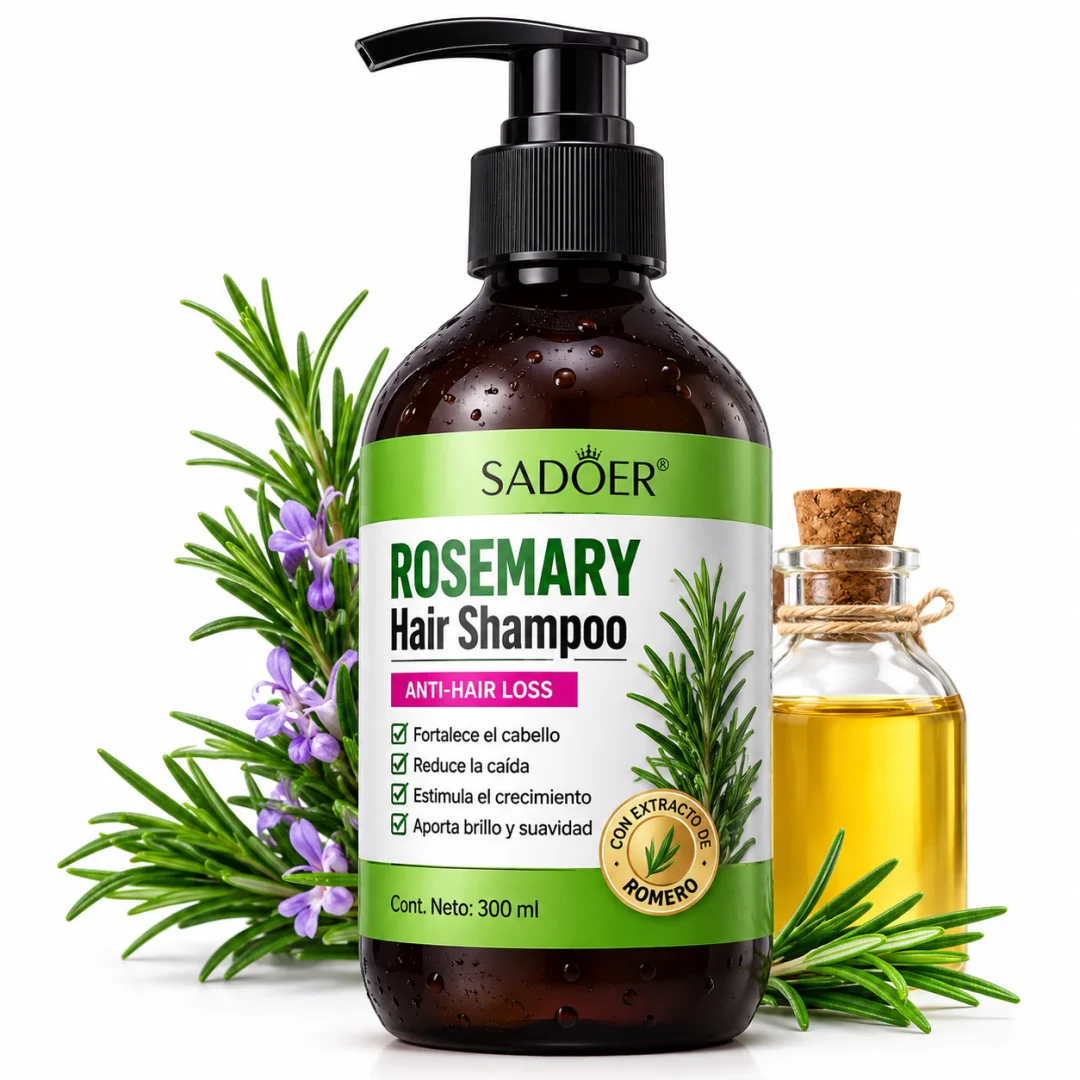 SADOER®
ROSEMARY
Hair Shampoo
ANTI-HAIR LOSS
Fortalece el cabello
Reduce la caída
Estimula el crecimiento
Aporta brillo y suavidad
CON EXTRACTO DE
ROMERO
Cont. Neto: 300 ml